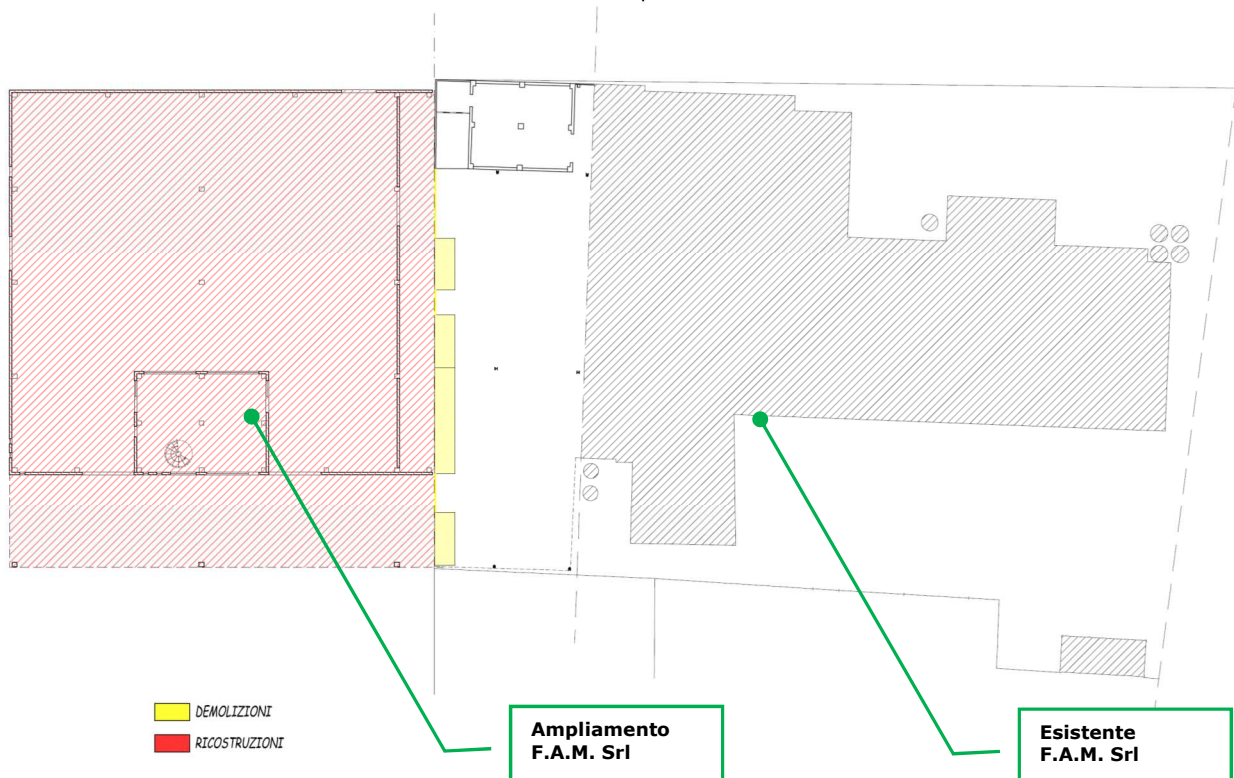 DEMOLIZIONI
RICOSTRUZIONI
Ampliamento
F.A.M. Srl
Esistente
F.A.M. Srl